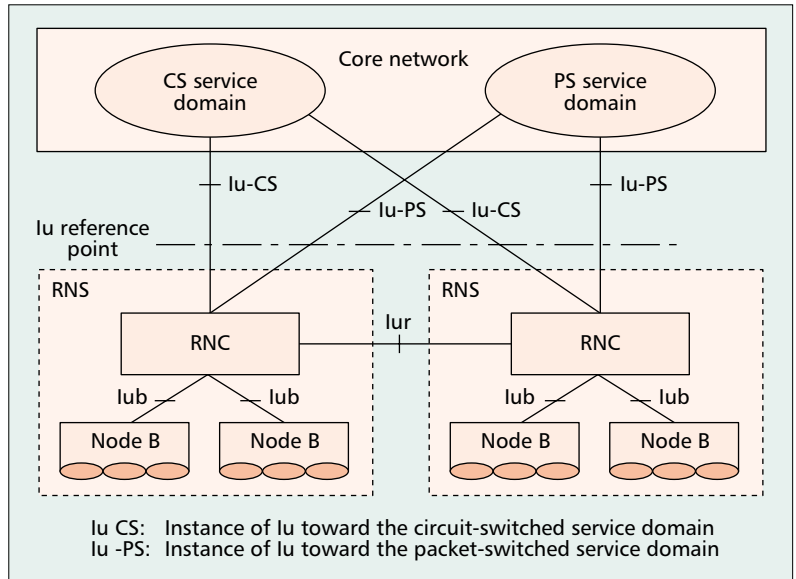 Core network
CS service
domain
PS service
domain
Iu-CS
Iu-PS
Iu-PS
Iu-CS
Iu reference
point
RNS
RNS
RNC
Iur
RNC
Iub
Iub
Iub
Iub
Node B
Node B
Node B
Node B
Iu CS: Instance of Iu toward the circuit-switched service domain
Iu -PS: Instance of Iu toward the packet-switched service domain